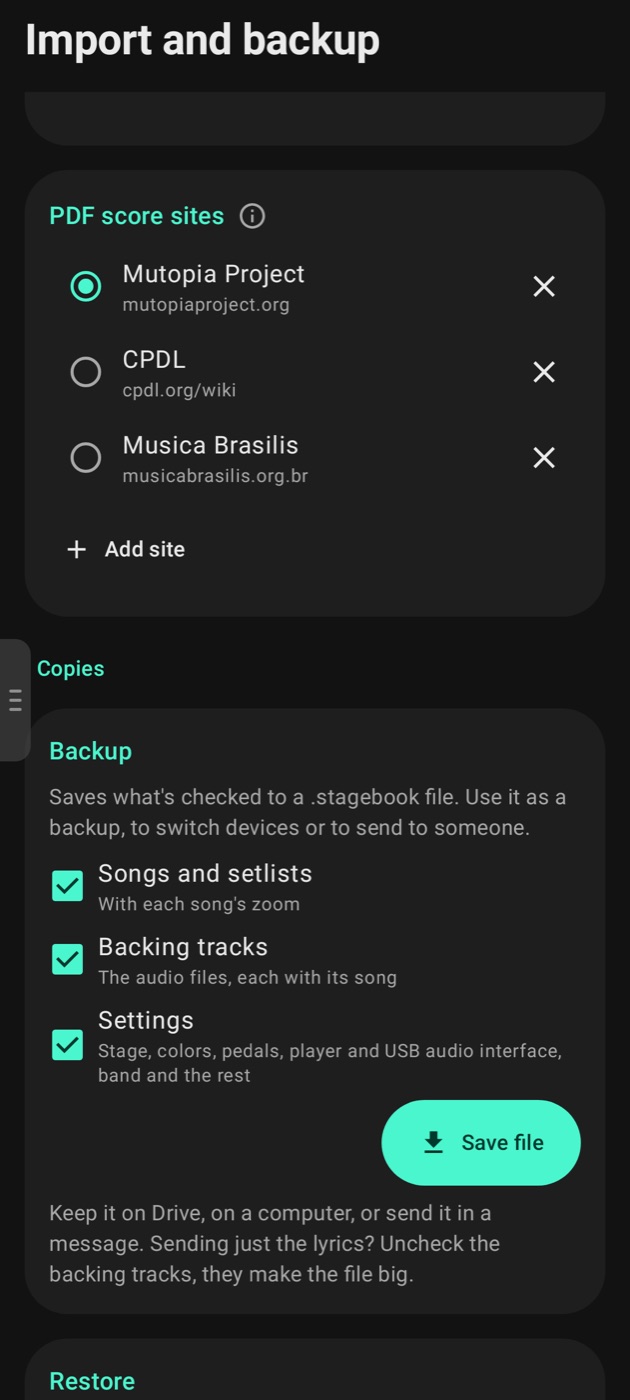 Import and backup
PDF score sites
Mutopia Project
mutopiaproject.org
CPDL
cpdl.org/wiki
Musica Brasilis
musicabrasilis.org.br
Add site
Copies
Backup
Saves what's checked to a .stagebook file. Use it as a
backup, to switch devices or to send to someone.
Songs and setlists
With each song's zoom
Backing tracks
The audio files, each with its song
Settings
Stage, colors, pedals, player and USB audio interface,
band and the rest
Save file
Keep it on Drive, on a computer, or send it in a
message. Sending just the lyrics? Uncheck the
backing tracks, they make the file big.
Restore